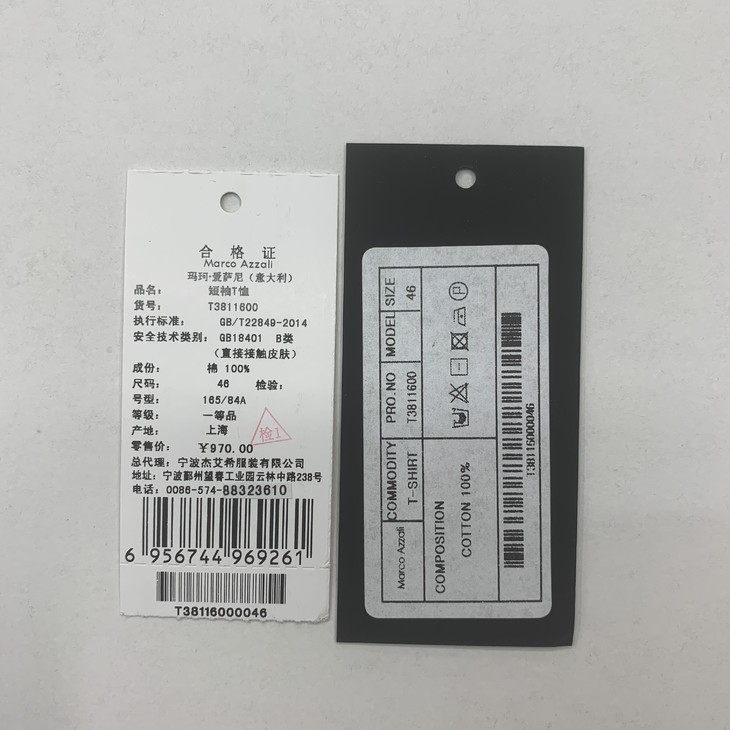 合格证
Marco Azzali
玛珂·爱萨尼（意大利）
品名： 短袖T恤
货号： T3811600
执行标准： GB/T22849-2014
安全技术类别： GB18401 B类
（直接接触皮肤）
成份： 棉 100%
尺码： 46 检验：
号型： 165/84A
等级： 一等品
产地： 上海
检1
零售价： ￥970.00
总代理： 宁波杰艾希服装有限公司
地址： 宁波鄞州望春工业园云林中路238号
电话： 0086-574-88323610
6 956744 969261
T38116000046
Marco Azzali
COMMODITY PRO.NO MODEL SIZE
T-SHIRT T3811600 46
COMPOSITION
COTTON 100%
T38116000046